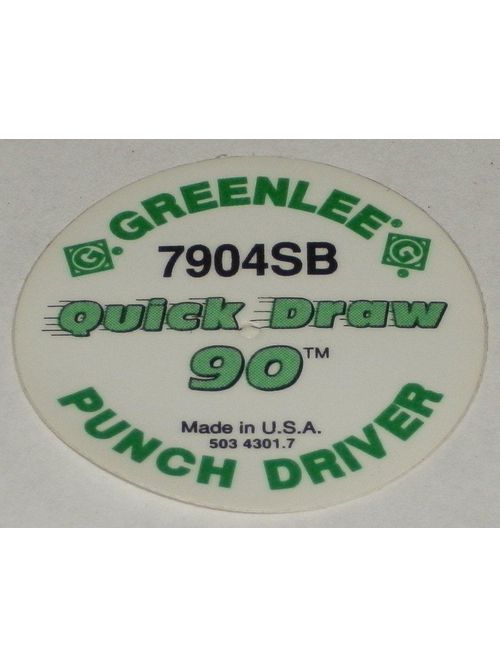 GREENLEE
G G
7904SB
Quick Draw
90™
Made in U.S.A.
503 4301.7
PUNCH DRIVER